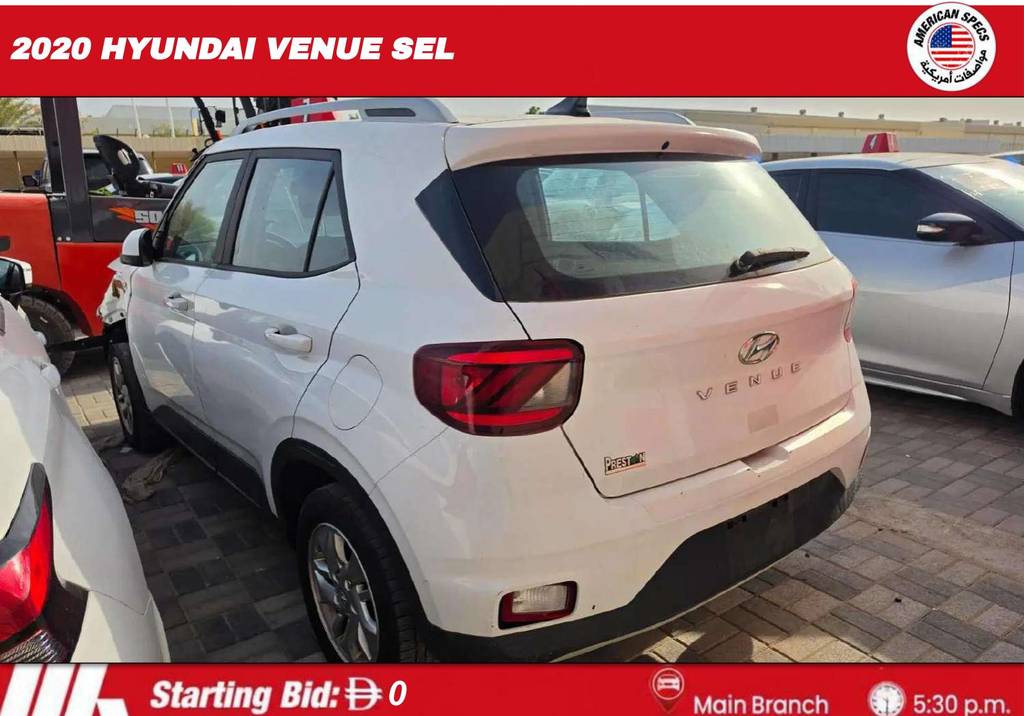 2020 HYUNDAI VENUE SEL
AMERICAN SPECS
مواصفات أمريكية
VENUE
PRESTON
Starting Bid: 0
Main Branch
5:30 p.m.